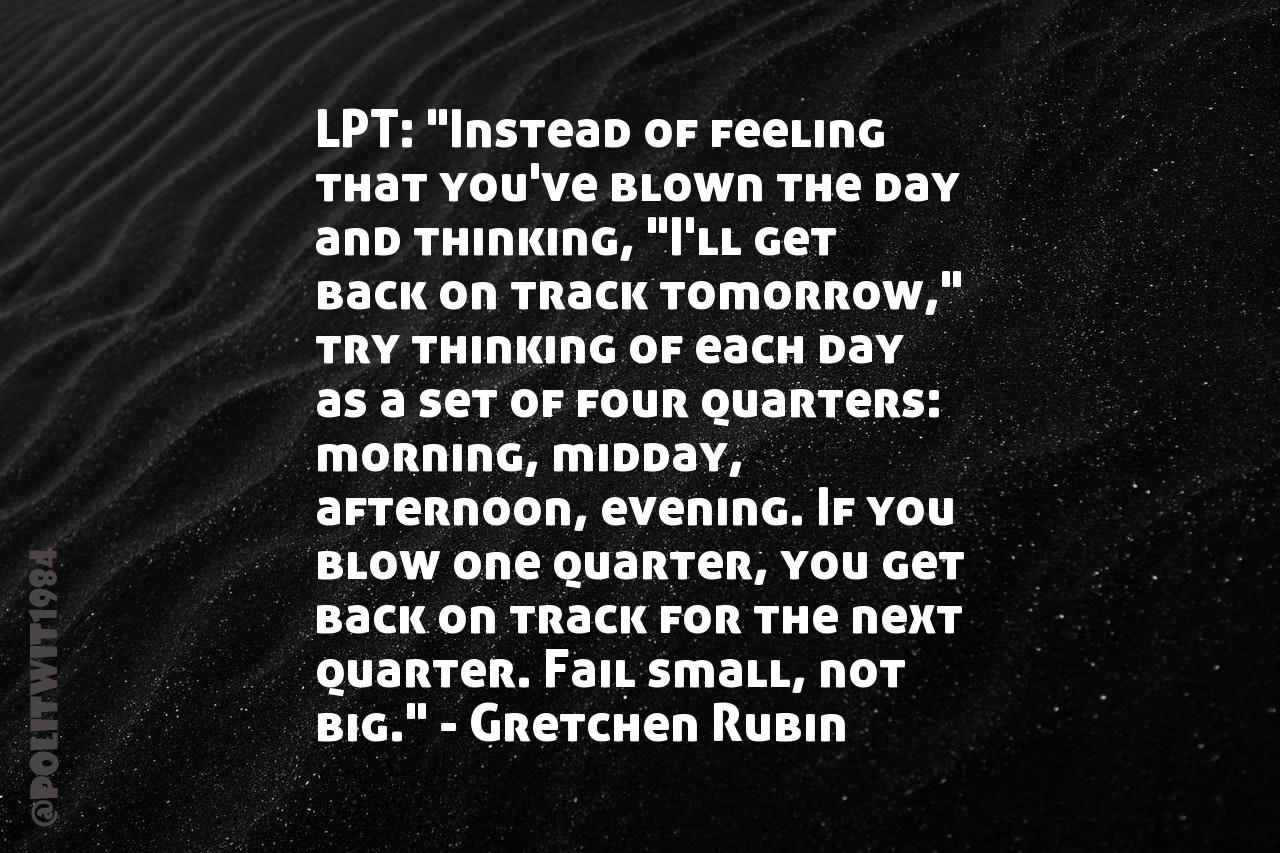 LPT: "Instead of feeling
that you've blown the day
and thinking, "I'll get
back on track tomorrow,"
try thinking of each day
as a set of four quarters:
morning, midday,
afternoon, evening. If you
blow one quarter, you get
back on track for the next
quarter. Fail small, not
big." - Gretchen Rubin
@politwit1984